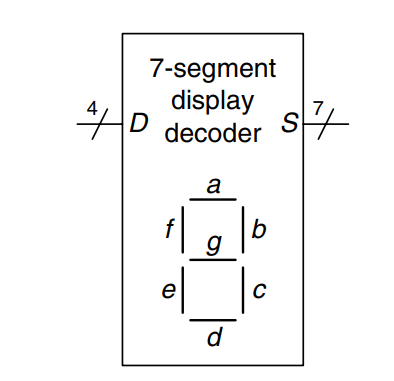 7-segment
display
4 D decoder S 7
a
f b
g
e c
d